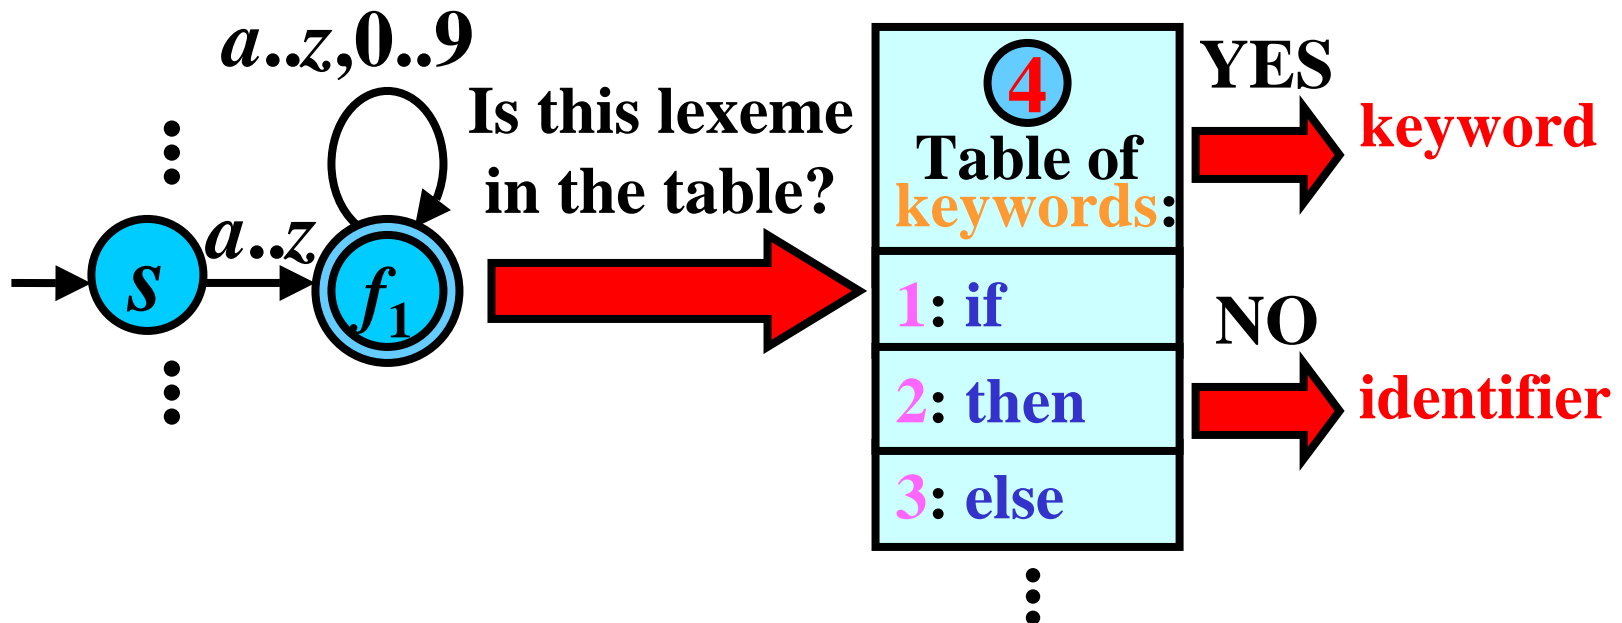 a..z,0..9
Is this lexeme
in the table?
s
a..z
f1
4
Table of
keywords:
1: if
2: then
3: else
YES
keyword
NO
identifier